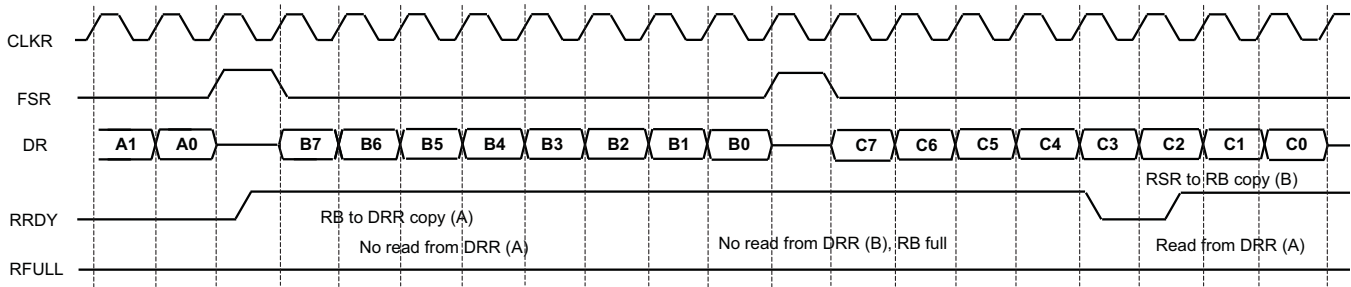 CLKR
FSR
DR A1 A0 B7 B6 B5 B4 B3 B2 B1 B0 C7 C6 C5 C4 C3 C2 C1 C0
RSR to RB copy (B)
RRDY RB to DRR copy (A)
No read from DRR (A) No read from DRR (B), RB full Read from DRR (A)
RFULL